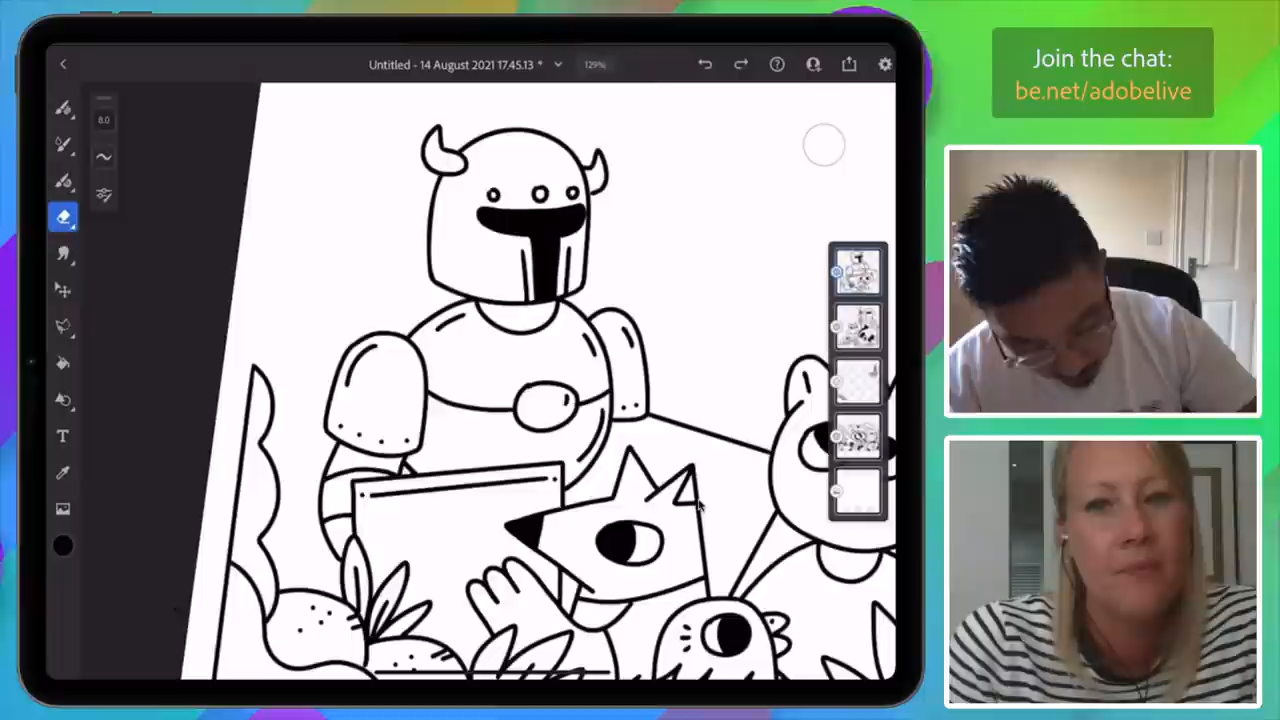 Untitled - 14 August 2021 17.45.13 *
129%
8.0
T
Join the chat:
be.net/adobelive